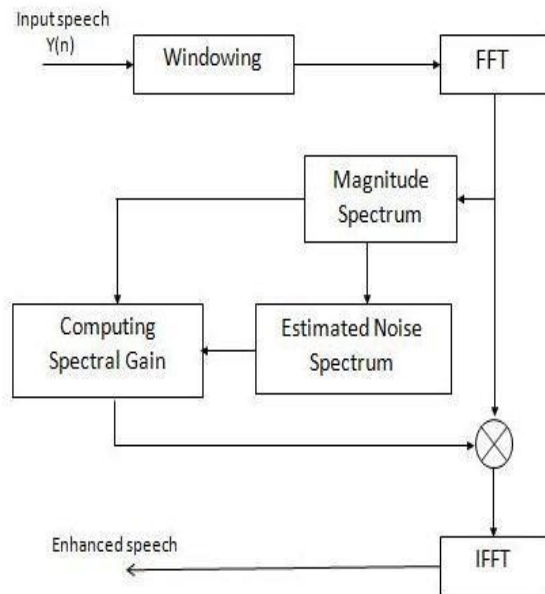 Input speech
Y(n)
Windowing
FFT
Magnitude
Spectrum
Computing
Spectral Gain
Estimated Noise
Spectrum
Enhanced speech
IFFT